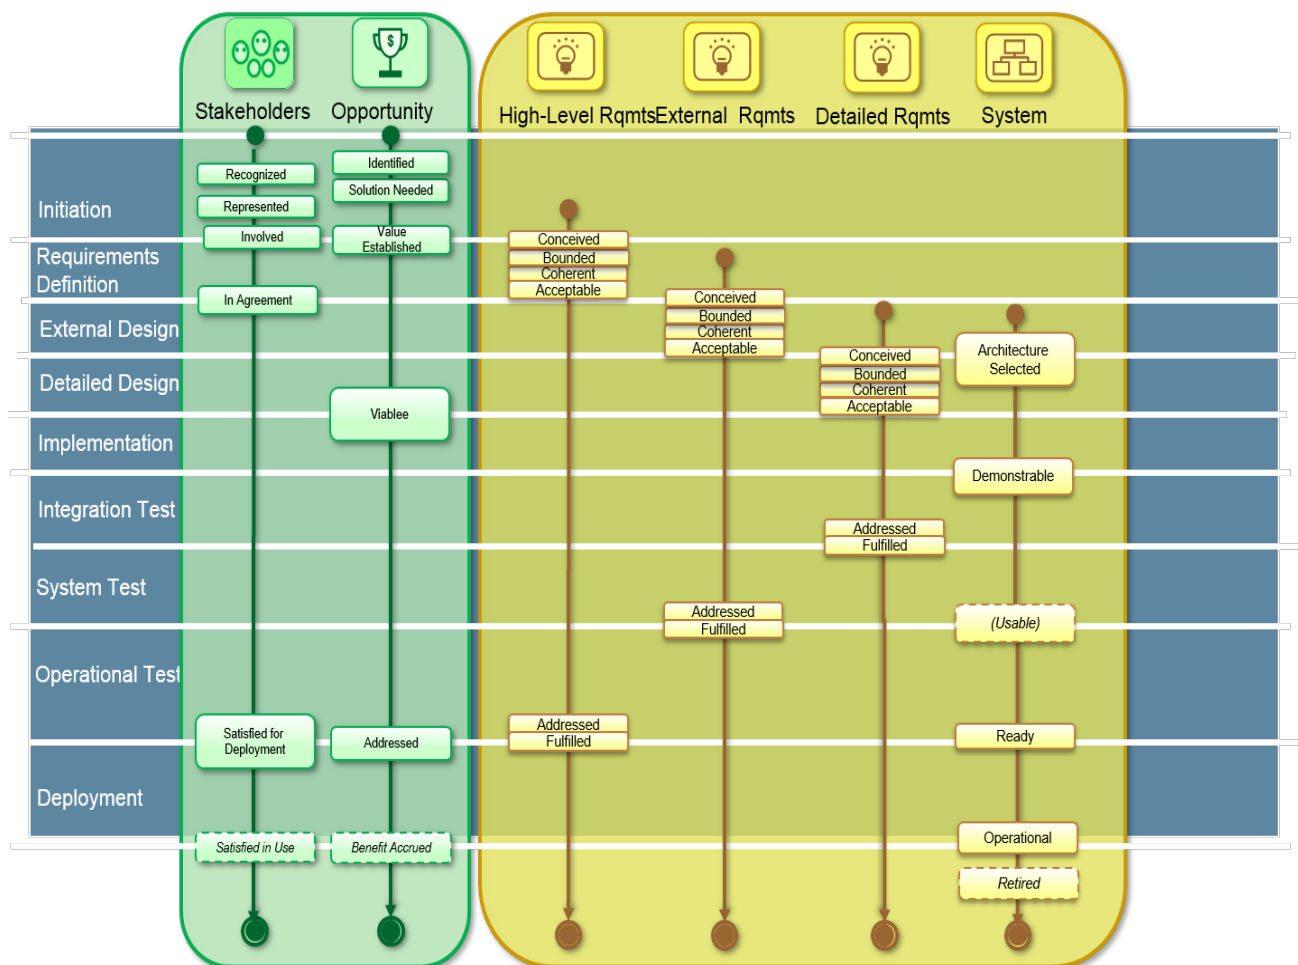 $
Stakeholders
Opportunity
High-Level Rqmts
External Rqmts
Detailed Rqmts
System
Initiation
Requirements
Definition
External Design
Detailed Design
Implementation
Integration Test
System Test
Operational Test
Deployment
Recognized
Represented
Involved
In Agreement
Satisfied for
Deployment
Satisfied in Use
Identified
Solution Needed
Value
Established
Viablee
Addressed
Benefit Accrued
Conceived
Bounded
Coherent
Acceptable
Addressed
Fulfilled
Conceived
Bounded
Coherent
Acceptable
Addressed
Fulfilled
Conceived
Bounded
Coherent
Acceptable
Addressed
Fulfilled
Architecture
Selected
Demonstrable
(Usable)
Ready
Operational
Retired